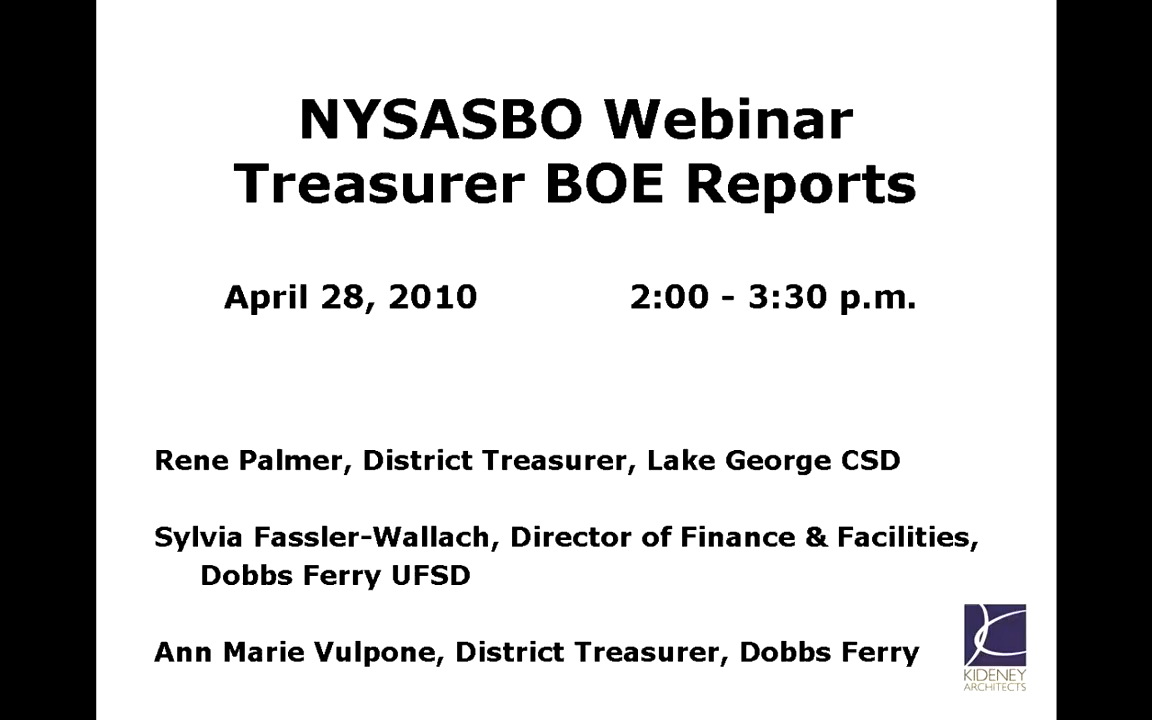 NYSASBO Webinar
Treasurer BOE Reports
April 28, 2010 2:00 - 3:30 p.m.
Rene Palmer, District Treasurer, Lake George CSD
Sylvia Fassler-Wallach, Director of Finance & Facilities,
Dobbs Ferry UFSD
Ann Marie Vulpone, District Treasurer, Dobbs Ferry
KIDENEY
ARCHITECTS